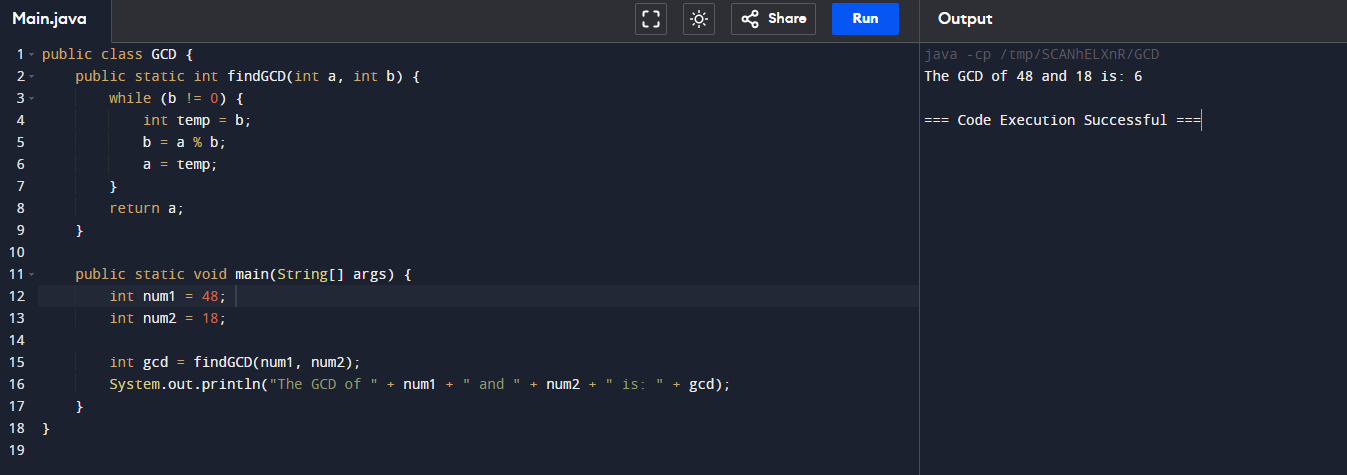 Main.java
Share
Run
Output
1 public class GCD {
2     public static int findGCD(int a, int b) {
3         while (b != 0) {
4             int temp = b;
5             b = a % b;
6             a = temp;
7         }
8         return a;
9     }
10
11     public static void main(String[] args) {
12         int num1 = 48;
13         int num2 = 18;
14
15         int gcd = findGCD(num1, num2);
16         System.out.println("The GCD of " + num1 + " and " + num2 + " is: " + gcd);
17     }
18 }
19
java -cp /tmp/SCANhELXnR/GCD
The GCD of 48 and 18 is: 6
=== Code Execution Successful ===